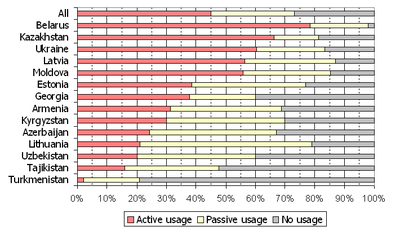 All
Belarus
Kazakhstan
Ukraine
Latvia
Moldova
Estonia
Georgia
Armenia
Kyrgyzstan
Azerbaijan
Lithuania
Uzbekistan
Tajikistan
Turkmenistan
0% 10% 20% 30% 40% 50% 60% 70% 80% 90% 100%
Active usage Passive usage No usage